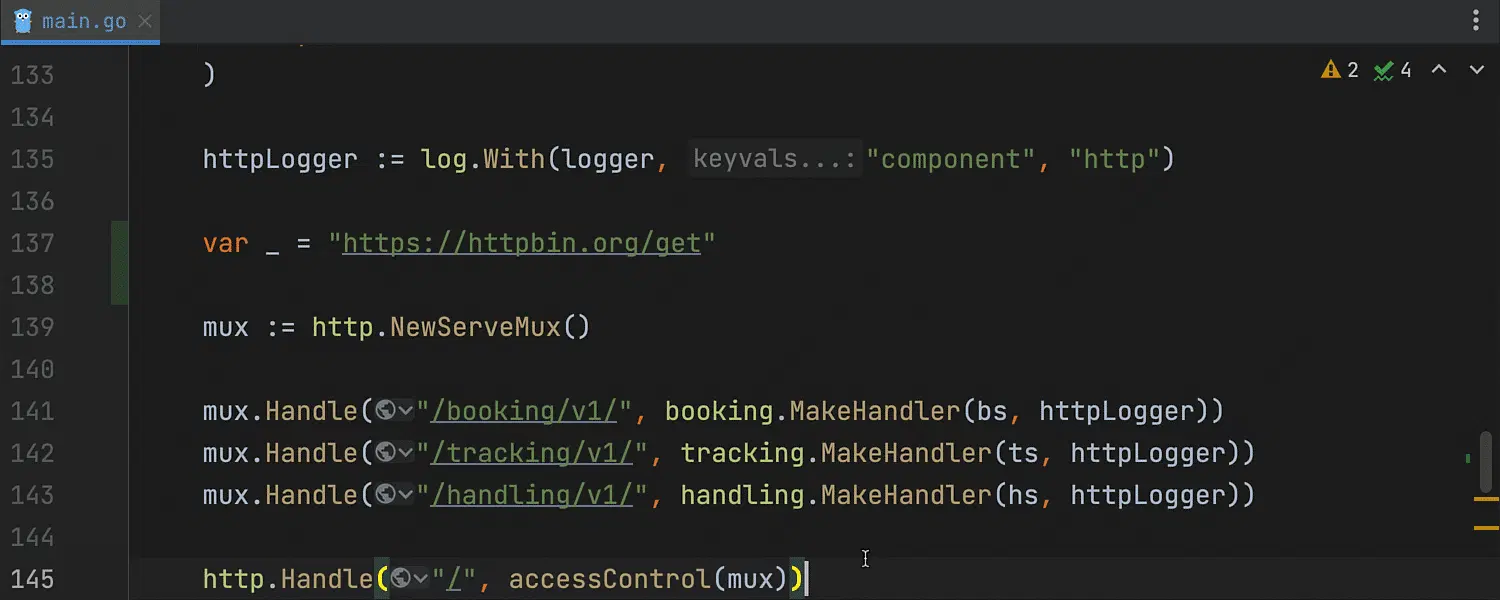 main.go
2 4
133 )
134
135 httpLogger := log.With(logger, keyvals...: "component", "http")
136
137 var _ = "https://httpbin.org/get"
138
139 mux := http.NewServeMux()
140
141 mux.Handle("/booking/v1/", booking.MakeHandler(bs, httpLogger))
142 mux.Handle("/tracking/v1/", tracking.MakeHandler(ts, httpLogger))
143 mux.Handle("/handling/v1/", handling.MakeHandler(hs, httpLogger))
144
145 http.Handle("/", accessControl(mux))